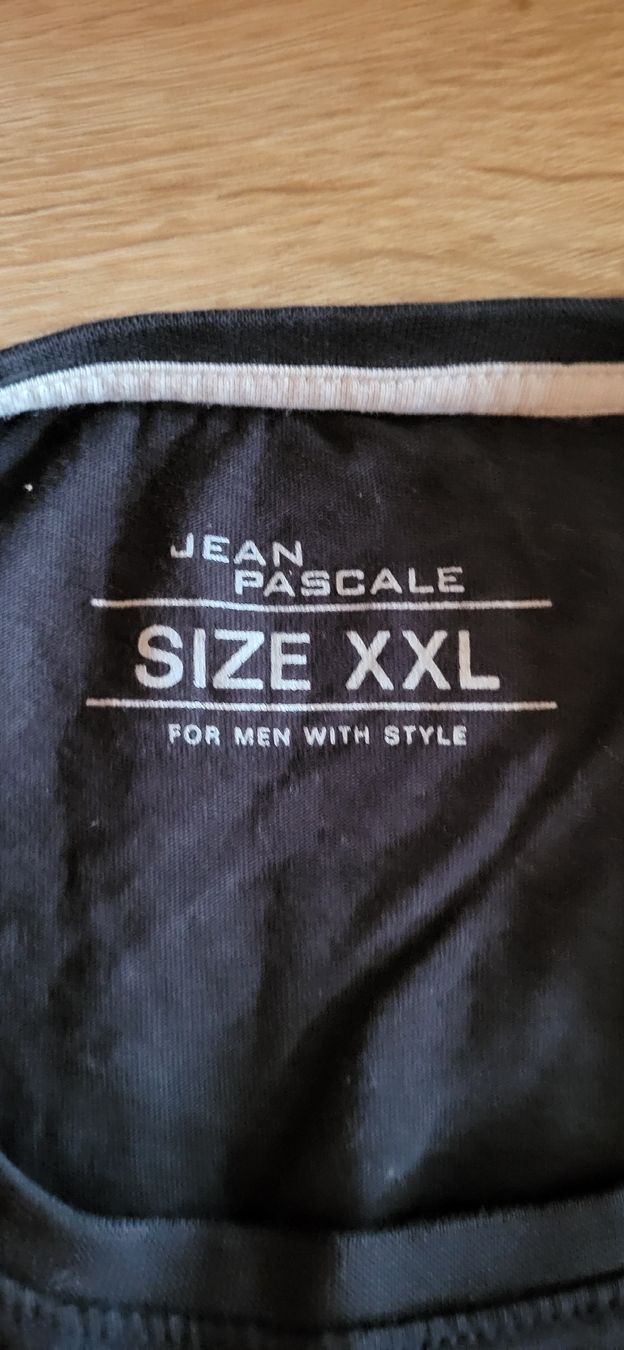 JEAN
PASCALE
SIZE XXL
FOR MEN WITH STYLE